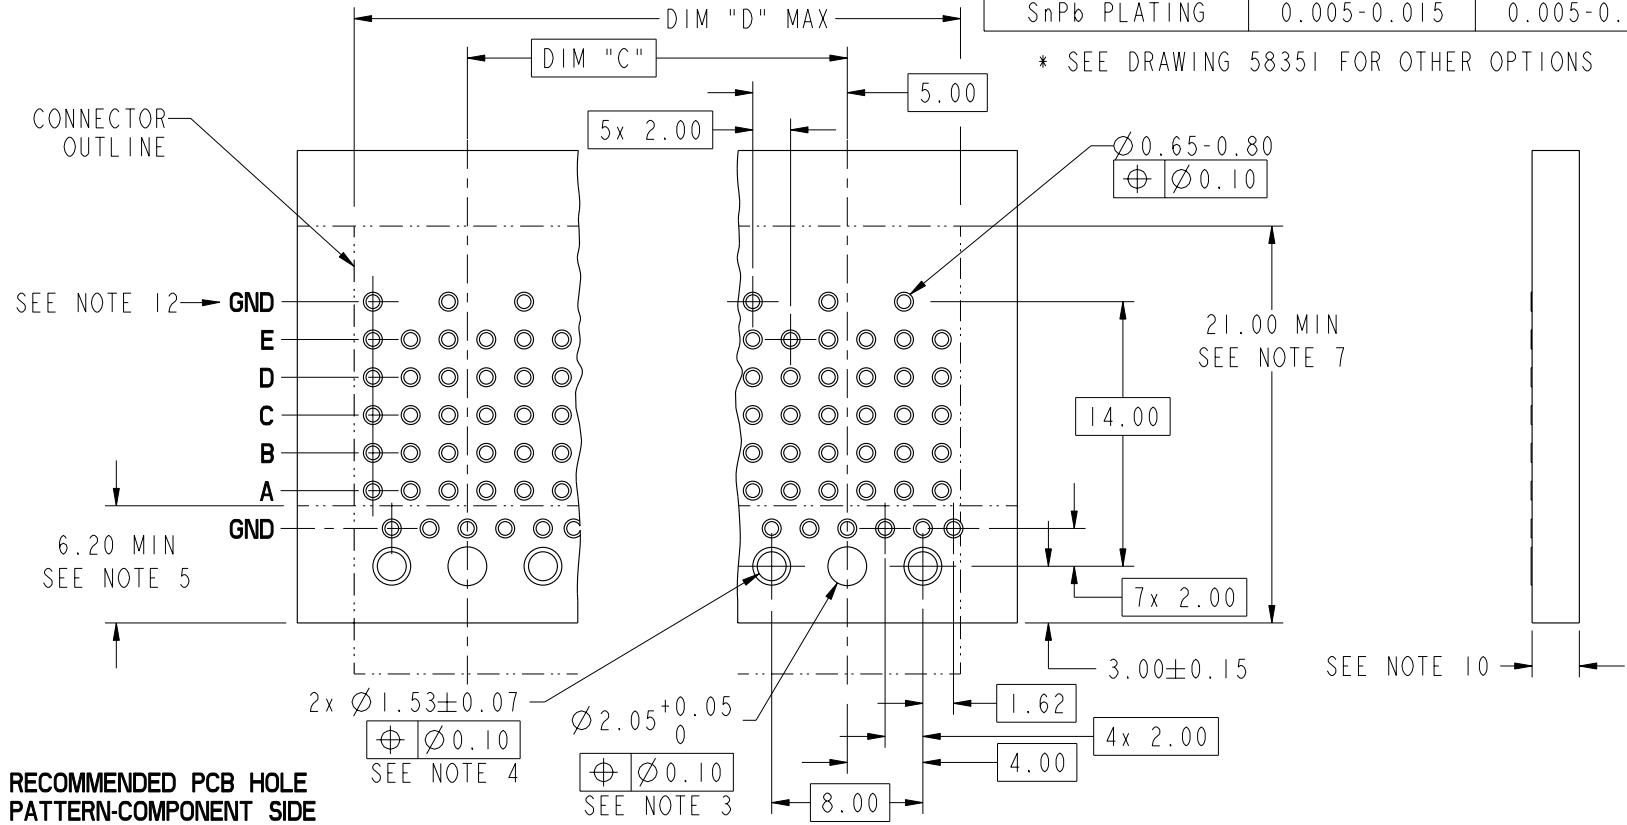 DIM "D" MAX
SnPb PLATING 0.005-0.015 0.005-0.
DIM "C"
* SEE DRAWING 58351 FOR OTHER OPTIONS
5.00
CONNECTOR
OUTLINE
5x 2.00
Ø0.65-0.80
⌖ Ø0.10
SEE NOTE 12
GND
E
D
C
B
A
GND
21.00 MIN
SEE NOTE 7
14.00
6.20 MIN
SEE NOTE 5
7x 2.00
3.00±0.15
SEE NOTE 10
2x Ø1.53±0.07
⌖ Ø0.10
SEE NOTE 4
Ø2.05 +0.05
0
⌖ Ø0.10
SEE NOTE 3
1.62
4x 2.00
4.00
8.00
RECOMMENDED PCB HOLE
PATTERN-COMPONENT SIDE